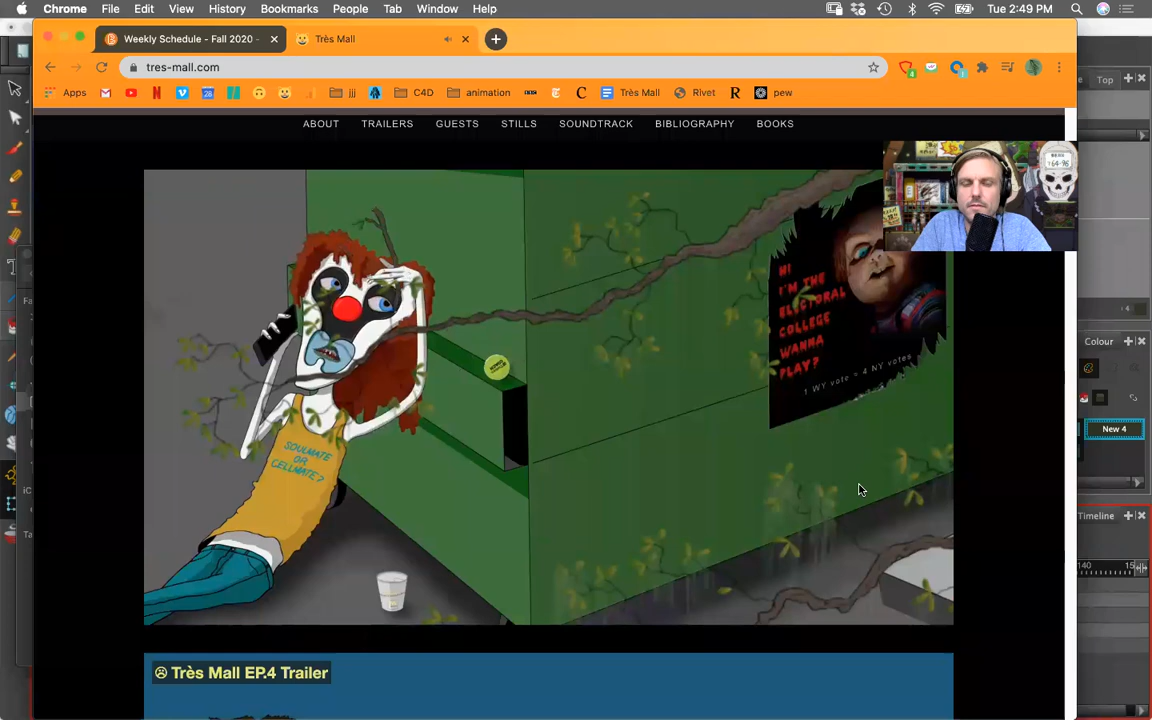 Chrome File Edit View History Bookmarks People Tab Window Help Tue 2:49 PM
Weekly Schedule - Fall 2020 - Très Mall
tres-mall.com
Apps jjj C4D animation Très Mall Rivet pew
ABOUT TRAILERS GUESTS STILLS SOUNDTRACK BIBLIOGRAPHY BOOKS
Top
HI
I'M THE
ELECTORAL
COLLEGE
WANNA
PLAY?
1 WY vote = 4 NY votes
SOULMATE
OR
CELLMATE?
Colour
New 4
Timeline
140
☹ Très Mall EP.4 Trailer